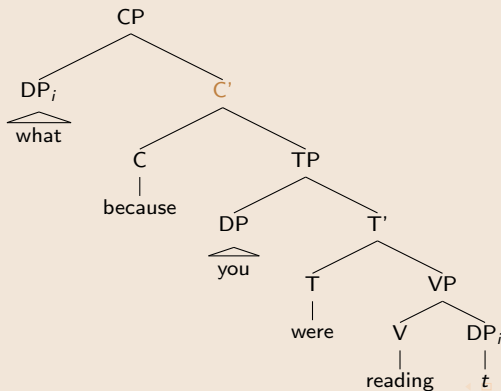 CP
DPi C'
what
C TP
because
DP T'
you
T VP
were
V DPi
reading t